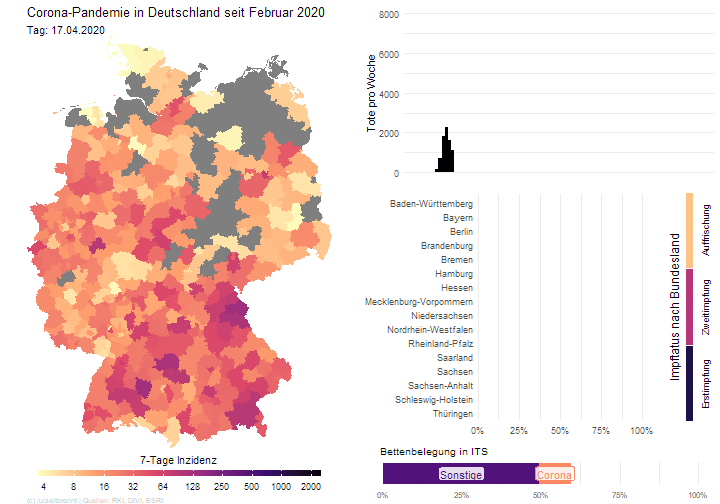 Corona-Pandemie in Deutschland seit Februar 2020
Tag: 17.04.2020
7-Tage Inzidenz
4 8 16 32 64 128 250 500 1000 2000
(c) /u/zeitbrennt | Quellen: RKI, DIVI, ESRI
Tote pro Woche
8000
6000
4000
2000
0
Baden-Württemberg
Bayern
Berlin
Brandenburg
Bremen
Hamburg
Hessen
Mecklenburg-Vorpommern
Niedersachsen
Nordrhein-Westfalen
Rheinland-Pfalz
Saarland
Sachsen
Sachsen-Anhalt
Schleswig-Holstein
Thüringen
0% 25% 50% 75% 100%
Impfstatus nach Bundesland
Auffrischung
Zweitimpfung
Erstimpfung
Bettenbelegung in ITS
Sonstige Corona
0% 25% 50% 75% 100%